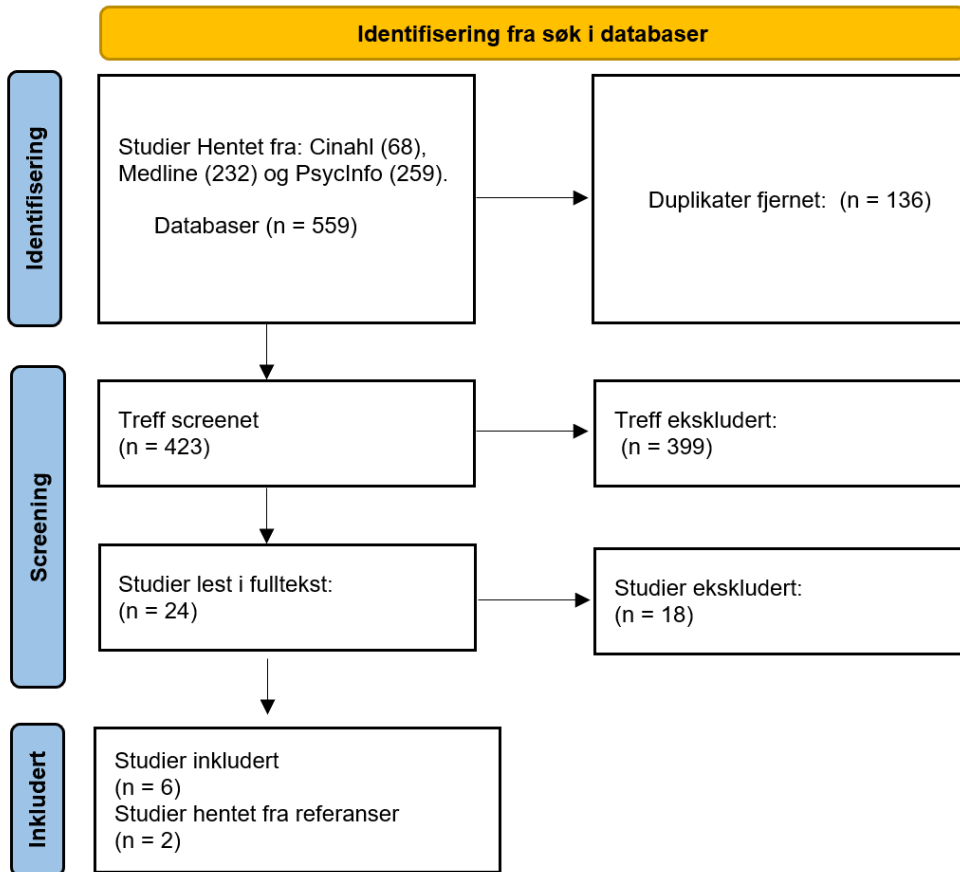 Identifisering fra søk i databaser
Identifisering
Studier Hentet fra: Cinahl (68),
Medline (232) og PsycInfo (259).
Databaser (n = 559)
Duplikater fjernet:  (n = 136)
Screening
Treff screenet
(n = 423)
Treff ekskludert:
(n = 399)
Studier lest i fulltekst:
(n = 24)
Studier ekskludert:
(n = 18)
Inkludert
Studier inkludert
(n = 6)
Studier hentet fra referanser
(n = 2)